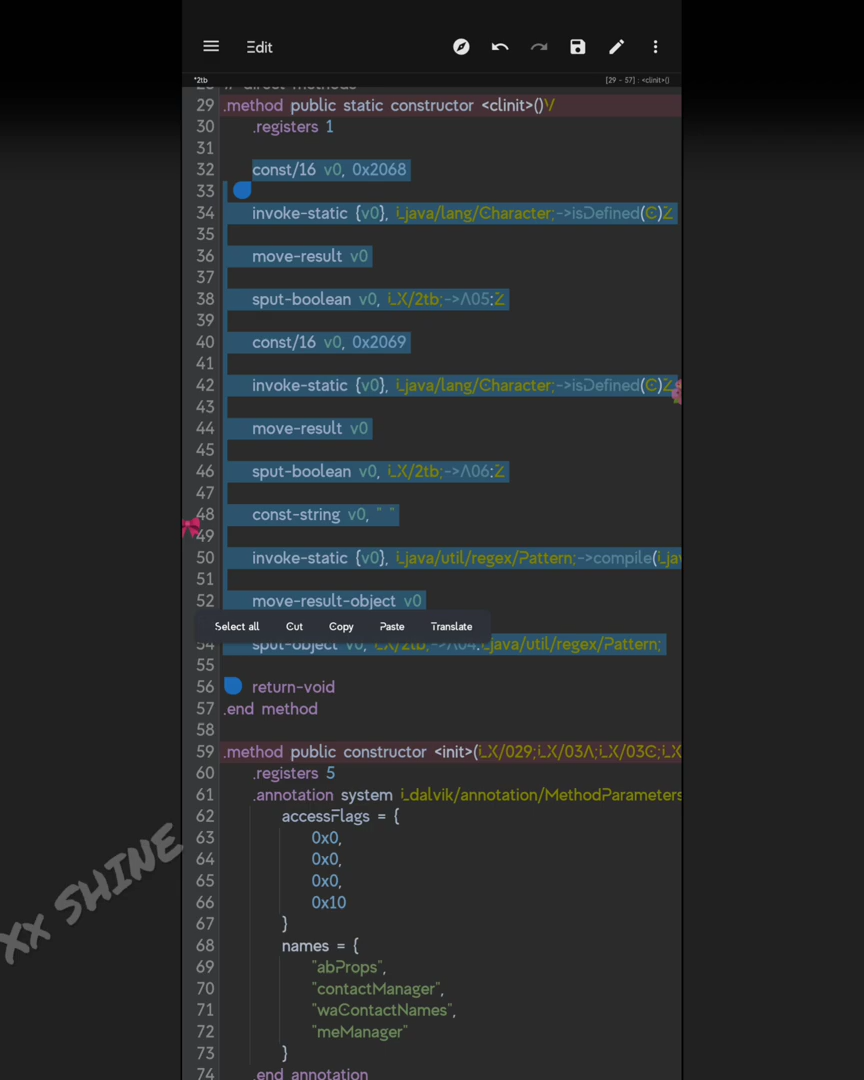 Edit
*2tb
[29 - 57] : <clinit>()
28 // direct methods
29 .method public static constructor <clinit>()V
30 .registers 1
31
32 const/16 v0, 0x2068
33
34 invoke-static {v0}, Ljava/lang/Character;->isDefined(C)Z
35
36 move-result v0
37
38 sput-boolean v0, LX/2tb;->A05:Z
39
40 const/16 v0, 0x2069
41
42 invoke-static {v0}, Ljava/lang/Character;->isDefined(C)Z
43
44 move-result v0
45
46 sput-boolean v0, LX/2tb;->A06:Z
47
48 const-string v0, " "
49
50 invoke-static {v0}, Ljava/util/regex/Pattern;->compile(Ljav
51
52 move-result-object v0
Select all Cut Copy Paste Translate
54 sput-object v0, LX/2tb;->A04:Ljava/util/regex/Pattern;
55
56 return-void
57 .end method
58
59 .method public constructor <init>(LX/029;LX/03A;LX/03C;LX
60 .registers 5
61 .annotation system Ldalvik/annotation/MethodParameters
62 accessFlags = {
63 0x0,
64 0x0,
65 0x0,
66 0x10
67 }
68 names = {
69 "abProps",
70 "contactManager",
71 "waContactNames",
72 "meManager"
73 }
74 .end annotation
xx SHINE